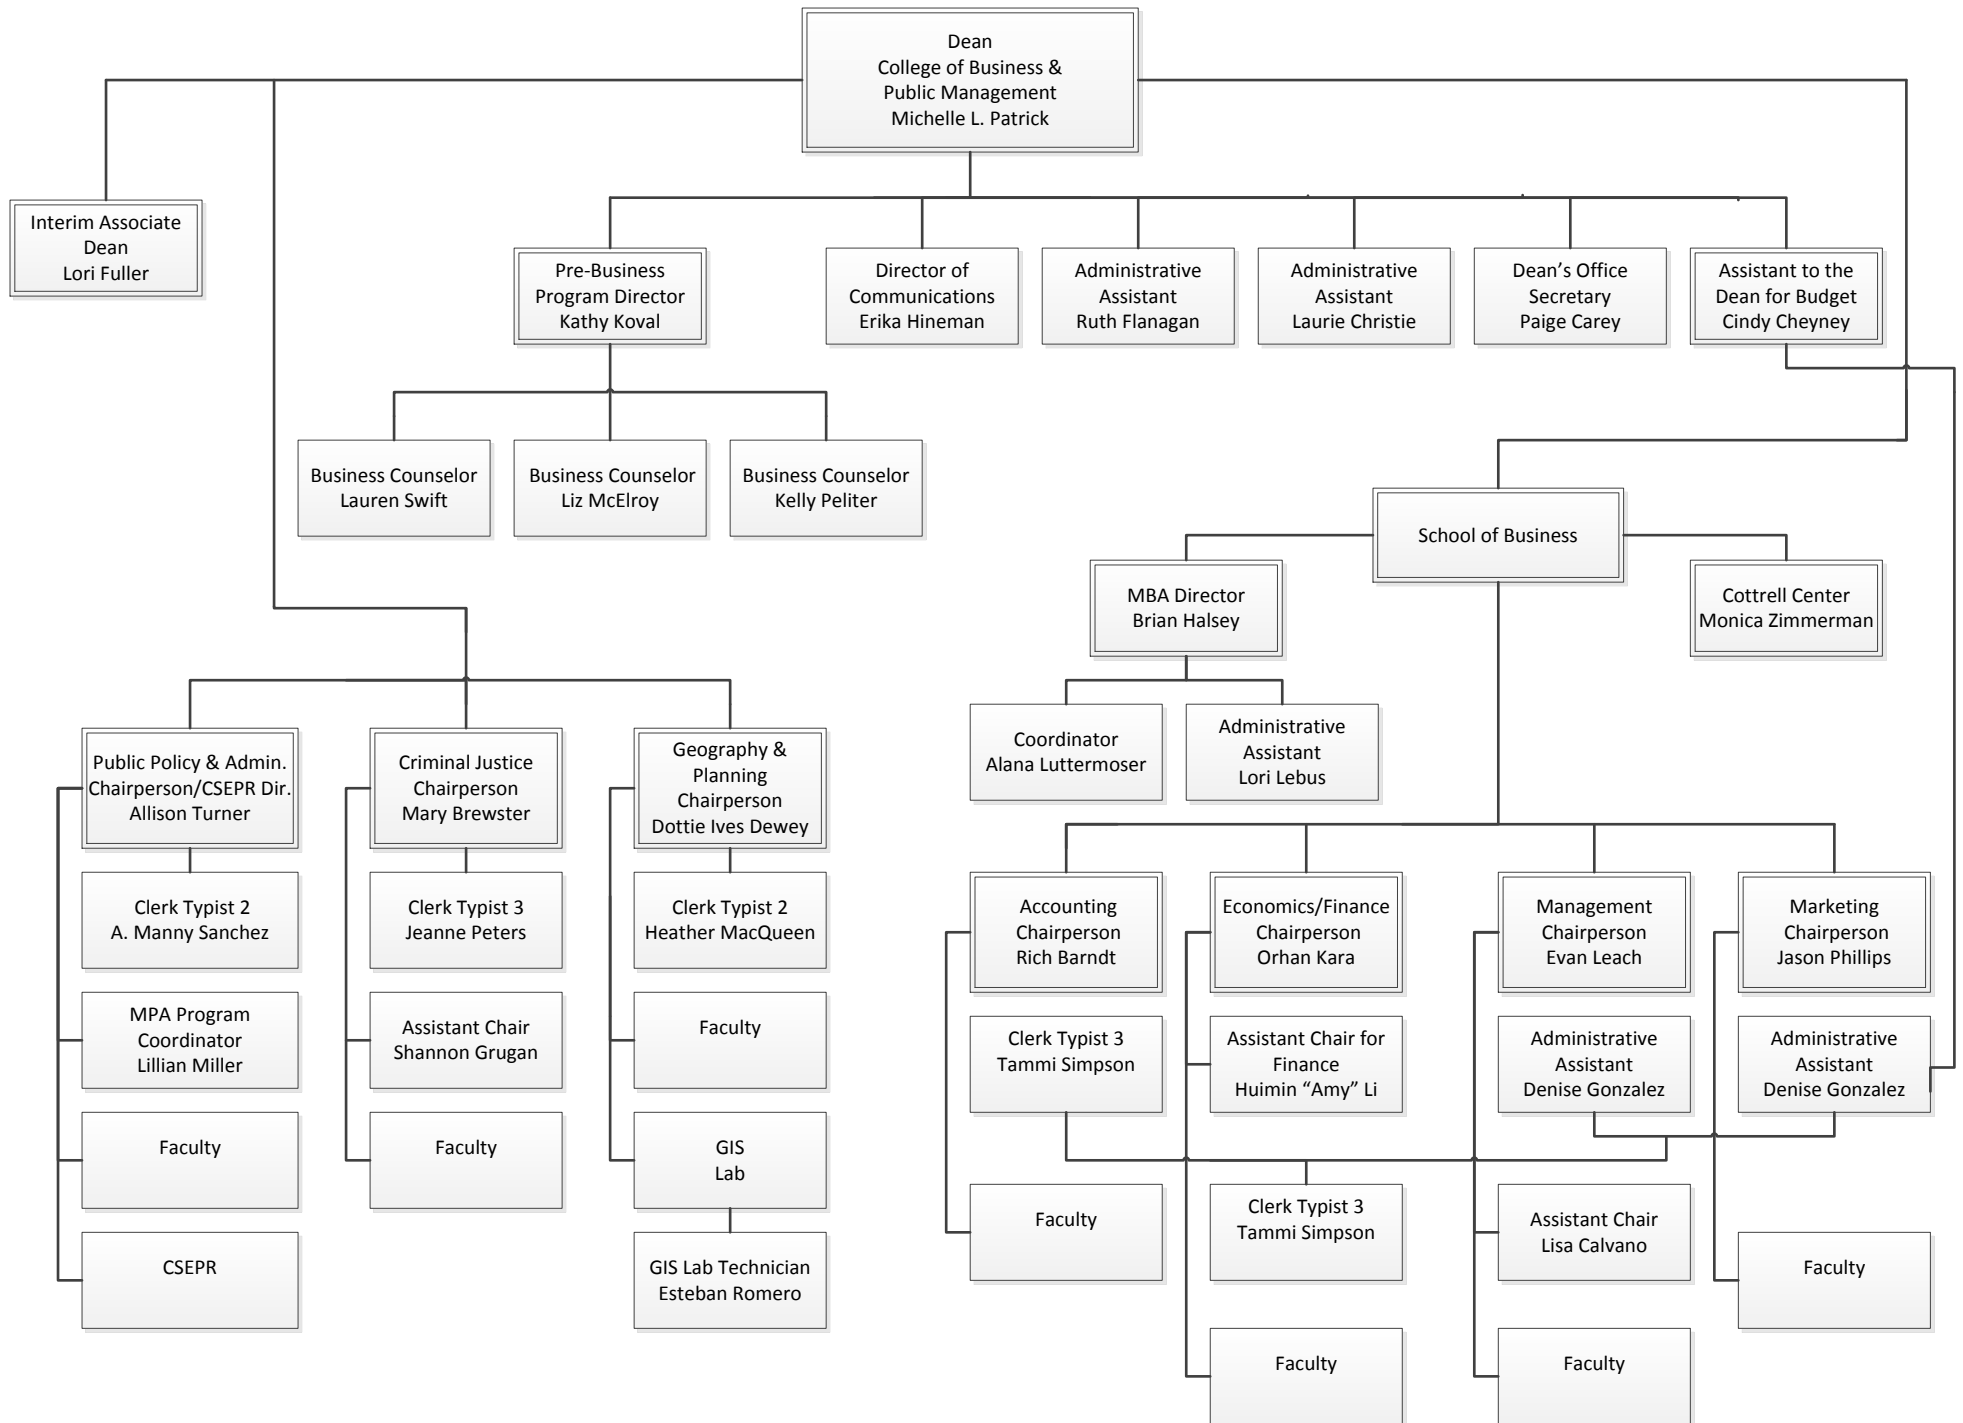 Dean
College of Business &
Public Management
Michelle L. Patrick
Interim Associate
Dean
Lori Fuller
Pre-Business
Program Director
Kathy Koval
Director of
Communications
Erika Hineman
Administrative
Assistant
Ruth Flanagan
Administrative
Assistant
Laurie Christie
Dean’s Office
Secretary
Paige Carey
Assistant to the
Dean for Budget
Cindy Cheyney
Business Counselor
Lauren Swift
Business Counselor
Liz McElroy
Business Counselor
Kelly Peliter
School of Business
MBA Director
Brian Halsey
Cottrell Center
Monica Zimmerman
Coordinator
Alana Luttermoser
Administrative
Assistant
Lori Lebus
Public Policy & Admin.
Chairperson/CSEPR Dir.
Allison Turner
Criminal Justice
Chairperson
Mary Brewster
Geography &
Planning
Chairperson
Dottie Ives Dewey
Clerk Typist 2
A. Manny Sanchez
Clerk Typist 3
Jeanne Peters
Clerk Typist 2
Heather MacQueen
MPA Program
Coordinator
Lillian Miller
Assistant Chair
Shannon Grugan
Faculty
Faculty
Faculty
GIS
Lab
CSEPR
GIS Lab Technician
Esteban Romero
Accounting
Chairperson
Rich Barndt
Economics/Finance
Chairperson
Orhan Kara
Management
Chairperson
Evan Leach
Marketing
Chairperson
Jason Phillips
Clerk Typist 3
Tammi Simpson
Assistant Chair for
Finance
Huimin “Amy” Li
Administrative
Assistant
Denise Gonzalez
Administrative
Assistant
Denise Gonzalez
Faculty
Clerk Typist 3
Tammi Simpson
Assistant Chair
Lisa Calvano
Faculty
Faculty
Faculty